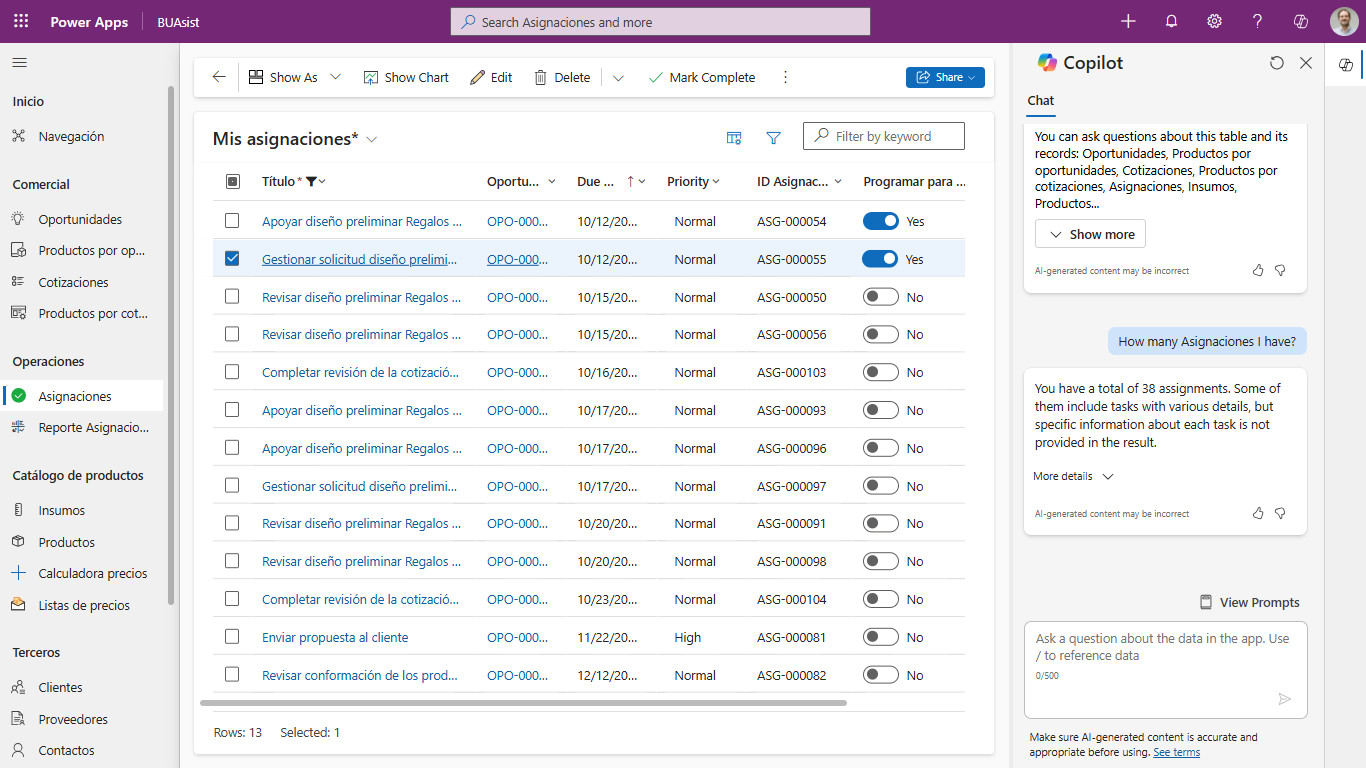 Power Apps
BUAsist
Search Asignaciones and more
Inicio
Navegación
Comercial
Oportunidades
Productos por op...
Cotizaciones
Productos por cot...
Operaciones
Asignaciones
Reporte Asignacio...
Catálogo de productos
Insumos
Productos
Calculadora precios
Listas de precios
Terceros
Clientes
Proveedores
Contactos
Show As
Show Chart
Edit
Delete
Mark Complete
Share
Mis asignaciones*
Filter by keyword
Título* Oportu... Due ... Priority ID Asignac... Programar para ...
Apoyar diseño preliminar Regalos ... OPO-000... 10/12/20... Normal ASG-000054 Yes
Gestionar solicitud diseño prelimi... OPO-000... 10/12/20... Normal ASG-000055 Yes
Revisar diseño preliminar Regalos ... OPO-000... 10/15/20... Normal ASG-000050 No
Revisar diseño preliminar Regalos ... OPO-000... 10/15/20... Normal ASG-000056 No
Completar revisión de la cotizació... OPO-000... 10/16/20... Normal ASG-000103 No
Apoyar diseño preliminar Regalos ... OPO-000... 10/17/20... Normal ASG-000093 No
Apoyar diseño preliminar Regalos ... OPO-000... 10/17/20... Normal ASG-000096 No
Gestionar solicitud diseño prelimi... OPO-000... 10/17/20... Normal ASG-000097 No
Revisar diseño preliminar Regalos ... OPO-000... 10/20/20... Normal ASG-000091 No
Revisar diseño preliminar Regalos ... OPO-000... 10/20/20... Normal ASG-000098 No
Completar revisión de la cotizació... OPO-000... 10/23/20... Normal ASG-000104 No
Enviar propuesta al cliente OPO-000... 11/22/20... High ASG-000081 No
Revisar conformación de los prod... OPO-000... 12/12/20... Normal ASG-000082 No
Rows: 13 Selected: 1
Copilot
Chat
You can ask questions about this table and its
records: Oportunidades, Productos por
oportunidades, Cotizaciones, Productos por
cotizaciones, Asignaciones, Insumos,
Productos...
Show more
AI-generated content may be incorrect
How many Asignaciones I have?
You have a total of 38 assignments. Some of
them include tasks with various details, but
specific information about each task is not
provided in the result.
More details
AI-generated content may be incorrect
View Prompts
Ask a question about the data in the app. Use
/ to reference data
0/500
Make sure AI-generated content is accurate and
appropriate before using. See terms